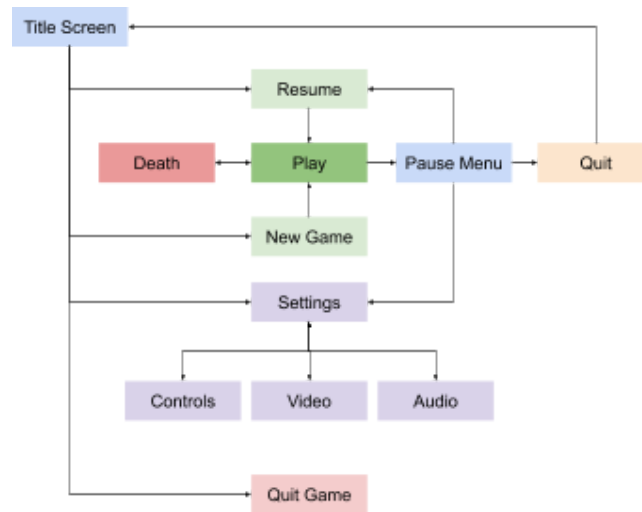 Title Screen
Resume
Death
Play
Pause Menu
Quit
New Game
Settings
Controls
Video
Audio
Quit Game